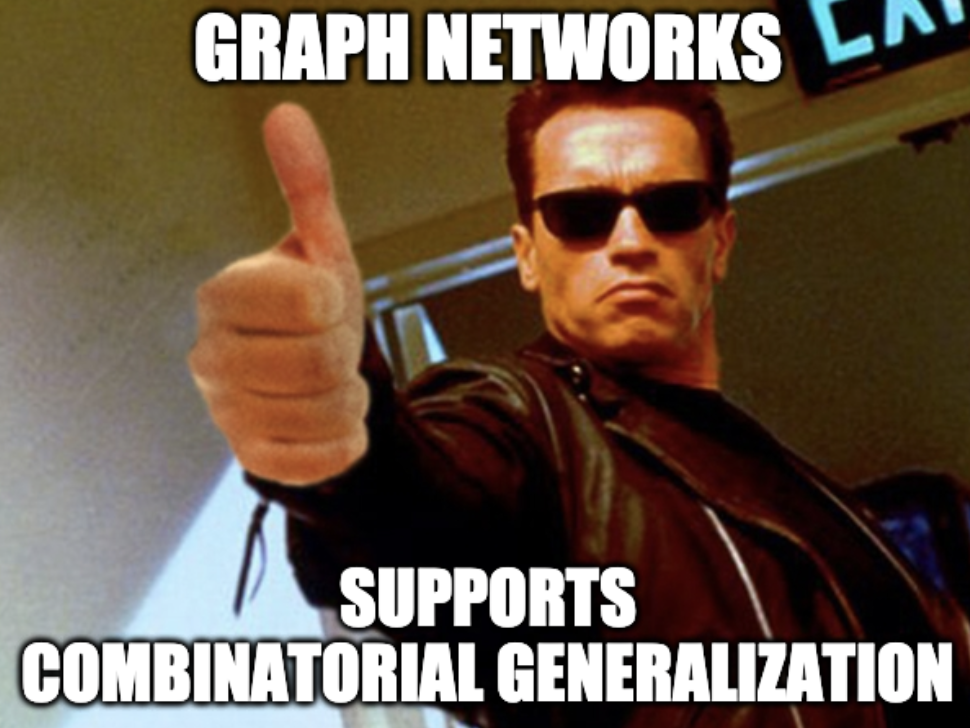 GRAPH NETWORKS
SUPPORTS
COMBINATORIAL GENERALIZATION